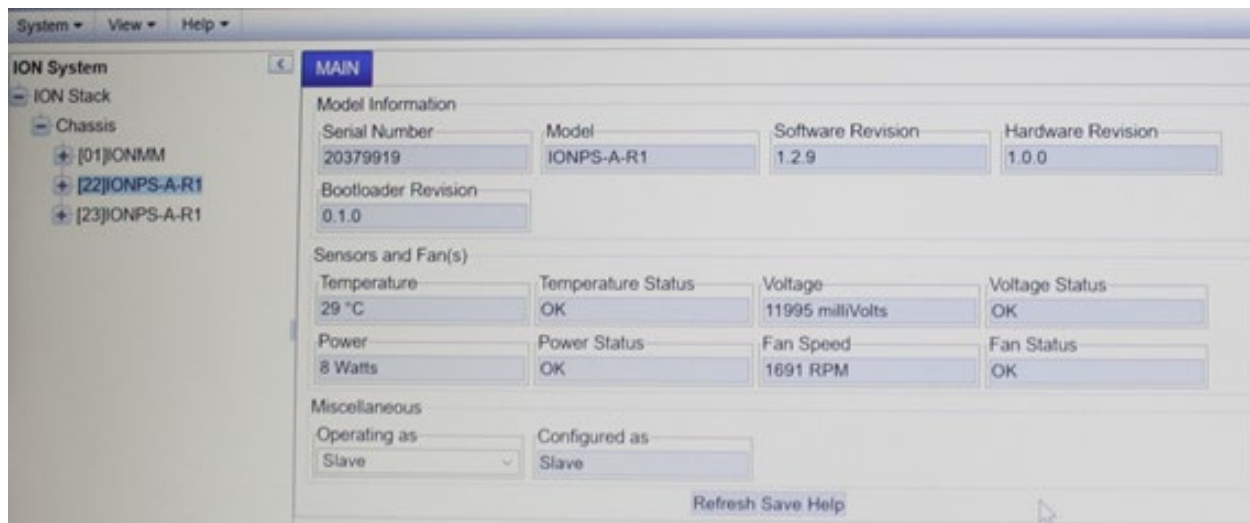 System View Help
ION System
ION Stack
Chassis
[01]IONMM
[22]IONPS-A-R1
[23]IONPS-A-R1
MAIN
Model Information
Serial Number Model Software Revision Hardware Revision
20379919 IONPS-A-R1 1.2.9 1.0.0
Bootloader Revision
0.1.0
Sensors and Fan(s)
Temperature Temperature Status Voltage Voltage Status
29 °C OK 11995 milliVolts OK
Power Power Status Fan Speed Fan Status
8 Watts OK 1691 RPM OK
Miscellaneous
Operating as Configured as
Slave Slave
Refresh Save Help